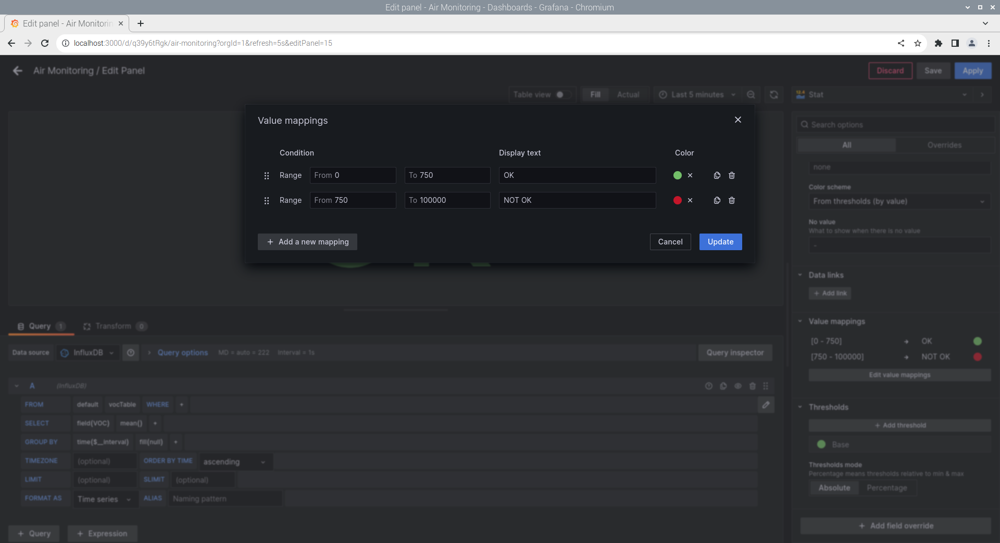 Edit panel - Air Monitoring - Dashboards - Grafana - Chromium
Edit panel - Air Monitorin
localhost:3000/d/q39y6tRgk/air-monitoring?orgId=1&refresh=5s&editPanel=15
Air Monitoring / Edit Panel
Discard Save Apply
Table view Fill Actual Last 5 minutes
12.4 Stat
Value mappings
Search options
All Overrides
Condition Display text Color
Range From 0 To 750 OK
Range From 750 To 100000 NOT OK
Add a new mapping Cancel Update
none
Color scheme
From thresholds (by value)
No value
What to show when there is no value
-
Data links
Add link
Value mappings
[0 - 750] OK
[750 - 100000] NOT OK
Edit value mappings
Thresholds
Add threshold
Base
Thresholds mode
Percentage means thresholds relative to min & max
Absolute Percentage
Add field override
Query 1 Transform 0
Data source InfluxDB Query options MD = auto = 222 Interval = 1s Query inspector
A (InfluxDB)
FROM default vocTable WHERE +
SELECT field(VOC) mean() +
GROUP BY time($__interval) fill(null) +
TIMEZONE (optional) ORDER BY TIME ascending
LIMIT (optional) SLIMIT (optional)
FORMAT AS Time series ALIAS Naming pattern
+ Query + Expression